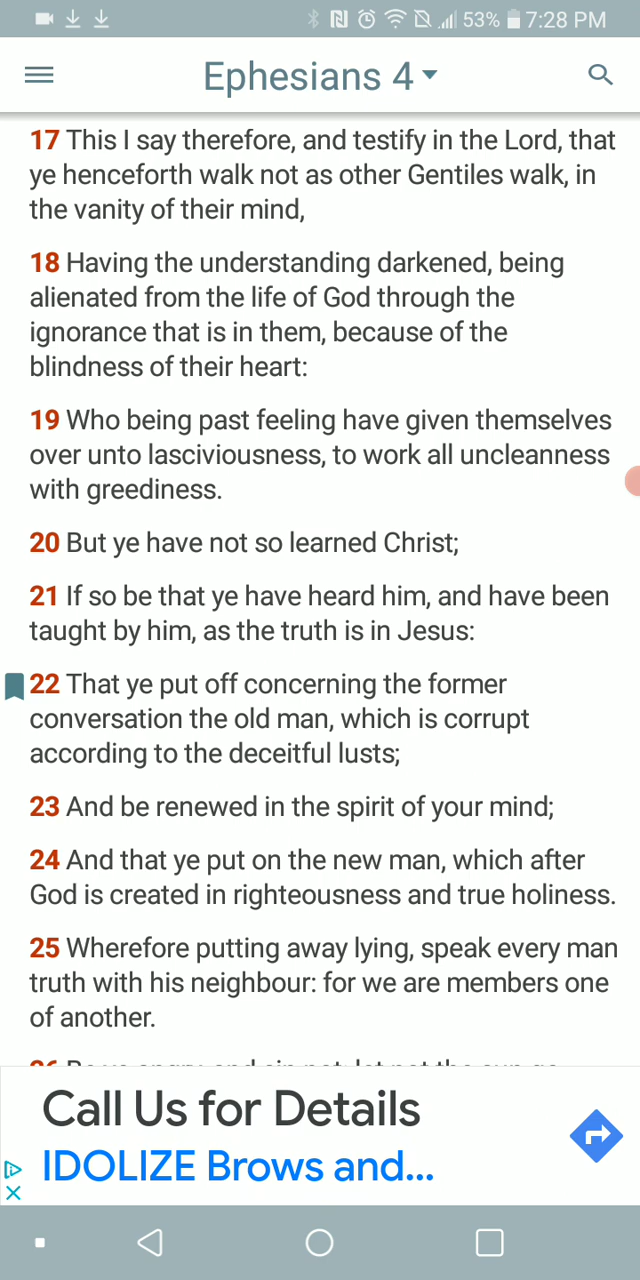 53% 7:28 PM
Ephesians 4
17 This I say therefore, and testify in the Lord, that
ye henceforth walk not as other Gentiles walk, in
the vanity of their mind,
18 Having the understanding darkened, being
alienated from the life of God through the
ignorance that is in them, because of the
blindness of their heart:
19 Who being past feeling have given themselves
over unto lasciviousness, to work all uncleanness
with greediness.
20 But ye have not so learned Christ;
21 If so be that ye have heard him, and have been
taught by him, as the truth is in Jesus:
22 That ye put off concerning the former
conversation the old man, which is corrupt
according to the deceitful lusts;
23 And be renewed in the spirit of your mind;
24 And that ye put on the new man, which after
God is created in righteousness and true holiness.
25 Wherefore putting away lying, speak every man
truth with his neighbour: for we are members one
of another.
Call Us for Details
IDOLIZE Brows and...